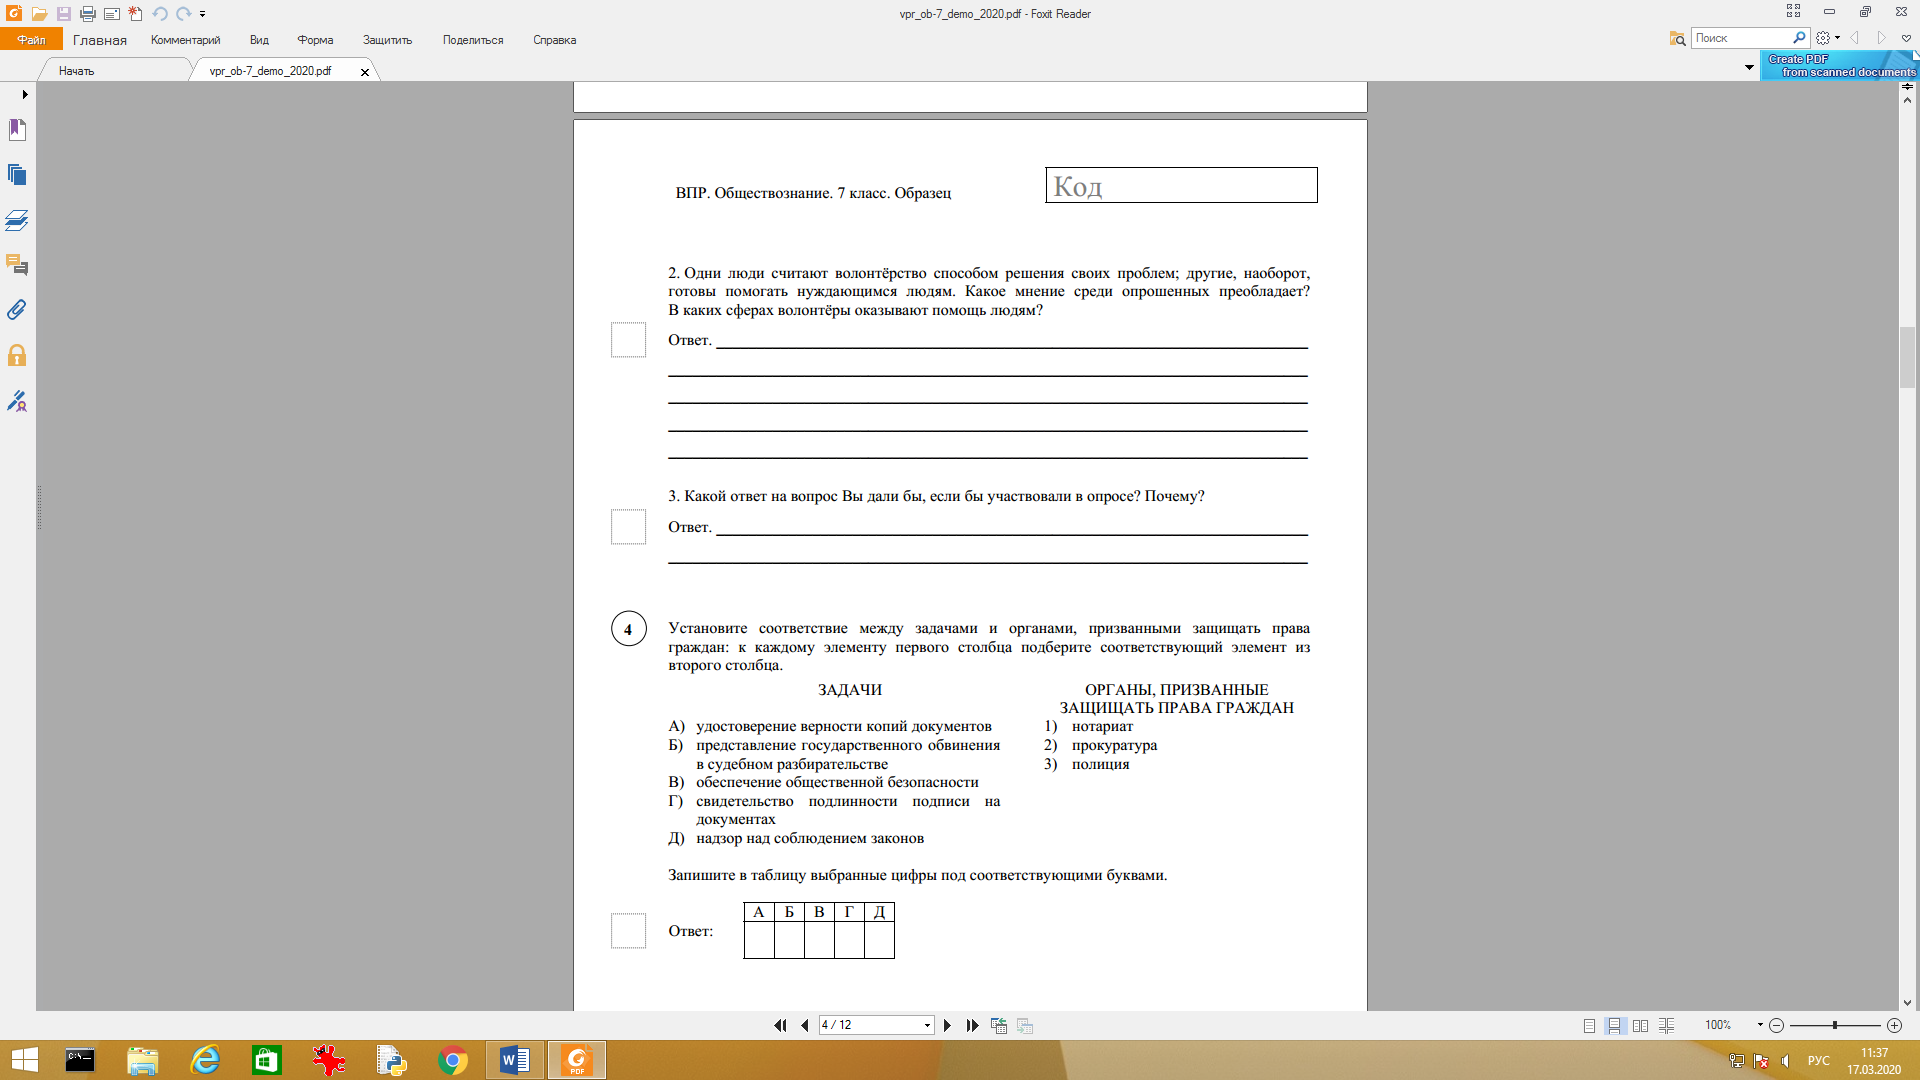 vpr_ob-7_demo_2020.pdf - Foxit Reader
Файл Главная Комментарий Вид Форма Защитить Поделиться Справка
Поиск
Начать vpr_ob-7_demo_2020.pdf
Create PDF
from scanned documents
ВПР. Обществознание. 7 класс. Образец
Код
2. Одни люди считают волонтёрство способом решения своих проблем; другие, наоборот,
готовы помогать нуждающимся людям. Какое мнение среди опрошенных преобладает?
В каких сферах волонтёры оказывают помощь людям?
Ответ.
3. Какой ответ на вопрос Вы дали бы, если бы участвовали в опросе? Почему?
Ответ.
4
Установите соответствие между задачами и органами, призванными защищать права
граждан: к каждому элементу первого столбца подберите соответствующий элемент из
второго столбца.
ЗАДАЧИ
А) удостоверение верности копий документов
Б) представление государственного обвинения
в судебном разбирательстве
В) обеспечение общественной безопасности
Г) свидетельство подлинности подписи на
документах
Д) надзор над соблюдением законов
ОРГАНЫ, ПРИЗВАННЫЕ
ЗАЩИЩАТЬ ПРАВА ГРАЖДАН
1) нотариат
2) прокуратура
3) полиция
Запишите в таблицу выбранные цифры под соответствующими буквами.
Ответ:
А Б В Г Д
4 / 12
100%
C:\_
PDF
РУС
11:37
17.03.2020